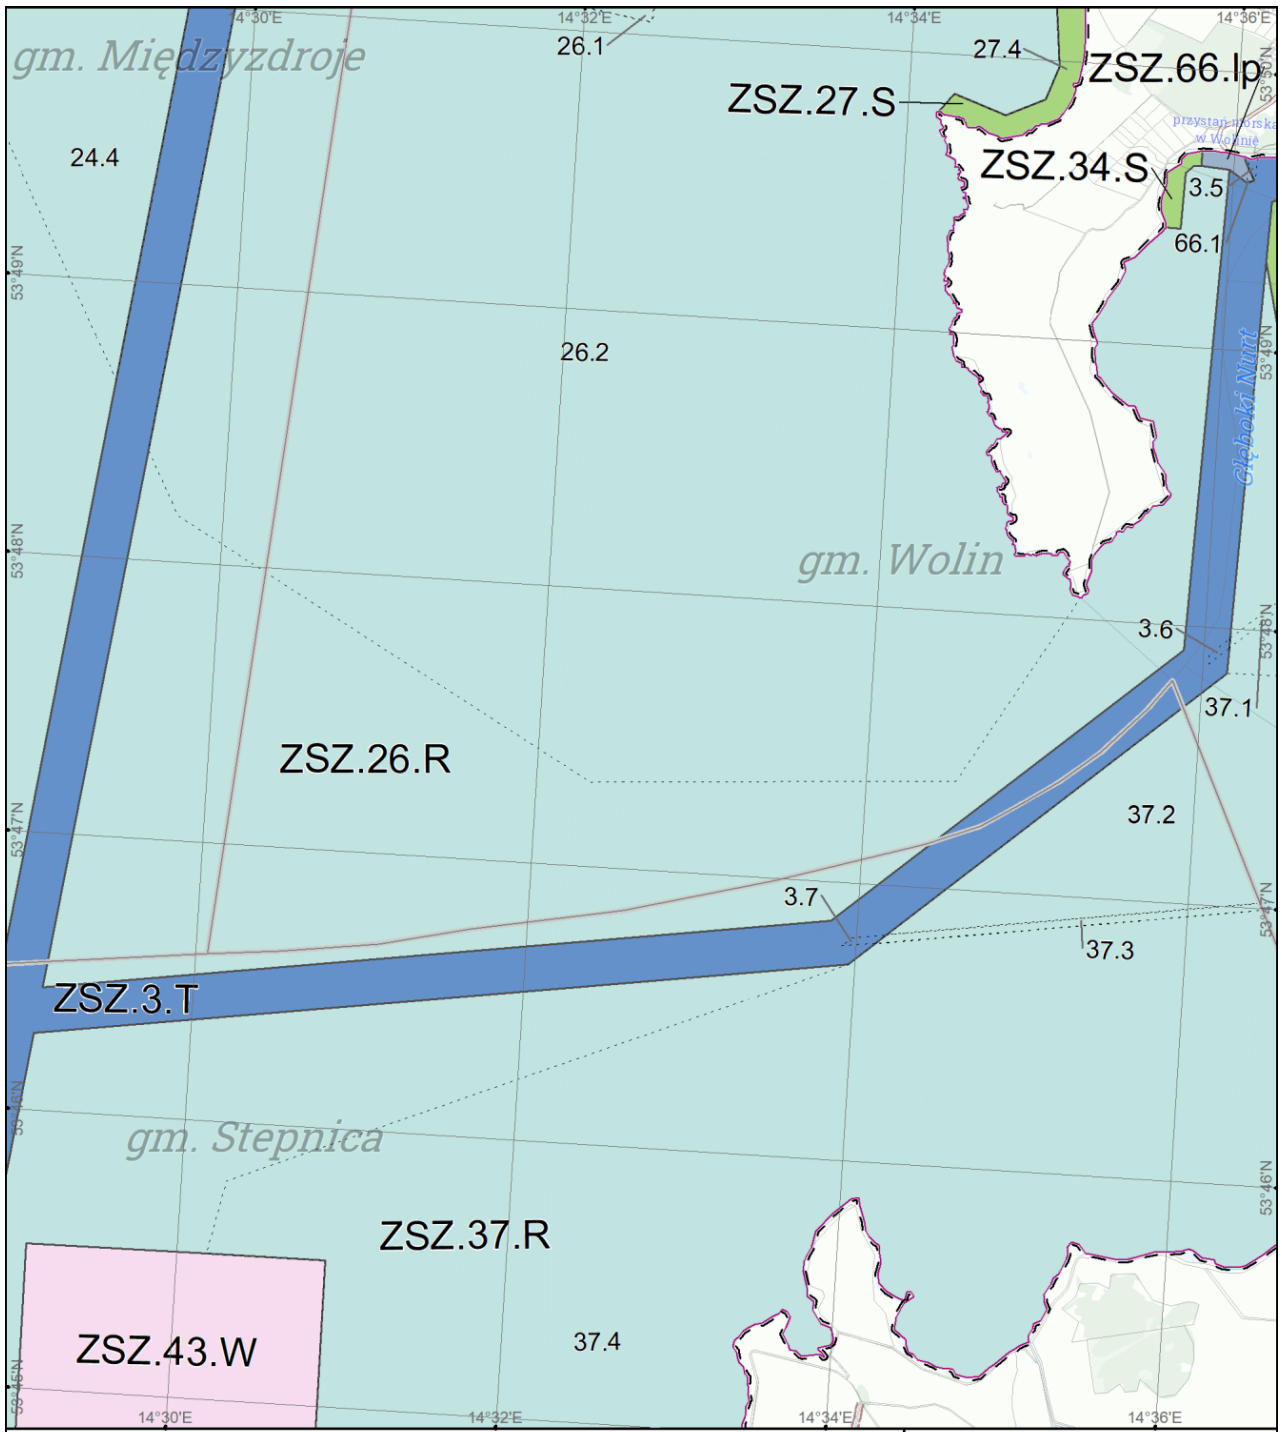 14°30'E
14°32'E
14°34'E
14°36'E
gm. Międzyzdroje
26.1
27.4
ZSZ.66.Ip
53°50'N
ZSZ.27.S
przystań morska
w Wolinie
24.4
ZSZ.34.S
3.5
66.1
53°49'N
26.2
53°49'N
Głęboki Nurt
53°48'N
gm. Wolin
3.6
53°48'N
37.1
ZSZ.26.R
53°47'N
37.2
3.7
53°47'N
37.3
ZSZ.3.T
53°46'N
gm. Stepnica
53°46'N
ZSZ.37.R
37.4
ZSZ.43.W
53°45'N
14°30'E
14°32'E
14°34'E
14°36'E